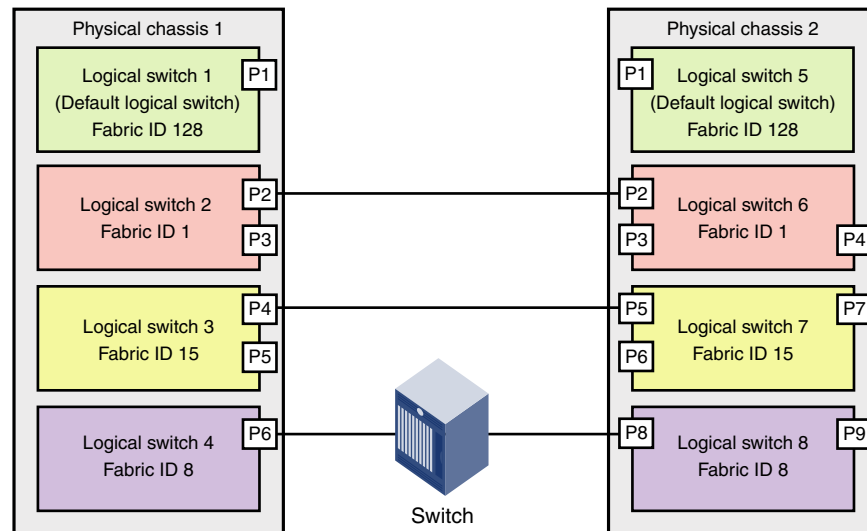 Physical chassis 1
Logical switch 1
(Default logical switch)
Fabric ID 128
P1
Logical switch 2
Fabric ID 1
P2
P3
Logical switch 3
Fabric ID 15
P4
P5
Logical switch 4
Fabric ID 8
P6
Switch
Physical chassis 2
P1
Logical switch 5
(Default logical switch)
Fabric ID 128
P2
P3
Logical switch 6
Fabric ID 1
P4
P5
P6
Logical switch 7
Fabric ID 15
P7
P8
Logical switch 8
Fabric ID 8
P9